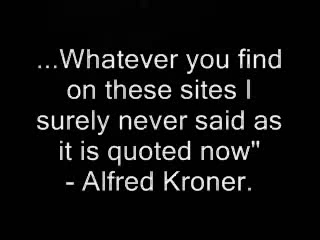 ...Whatever you find
on these sites I
surely never said as
it is quoted now"
- Alfred Kroner.